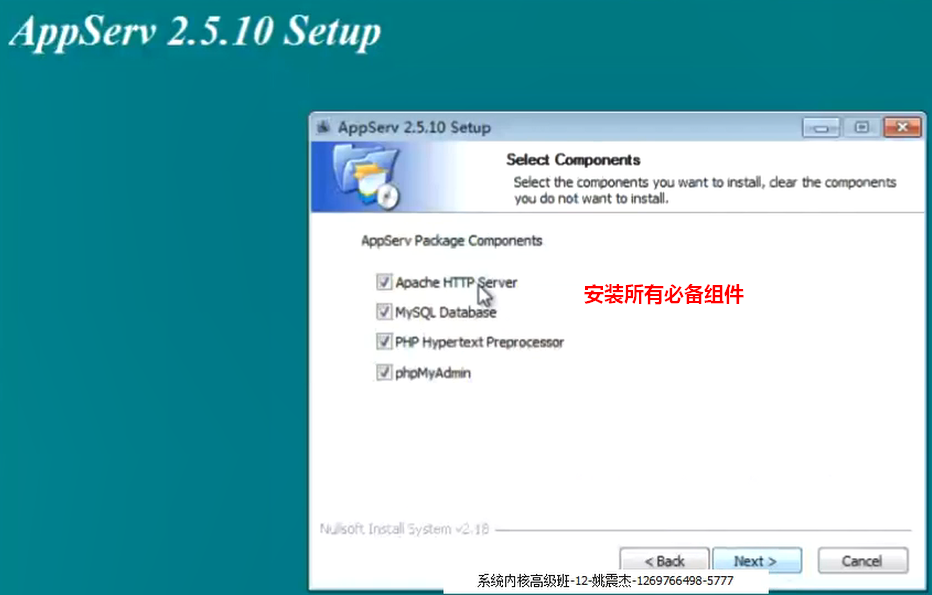 AppServ 2.5.10 Setup
AppServ 2.5.10 Setup
Select Components
Select the components you want to install, clear the components
you do not want to install.
AppServ Package Components
Apache HTTP Server
安装所有必备组件
MySQL Database
PHP Hypertext Preprocessor
phpMyAdmin
Nullsoft Install System v2.18
< Back
Next >
Cancel
系统内核高级班-12-姚震杰-1269766498-5777